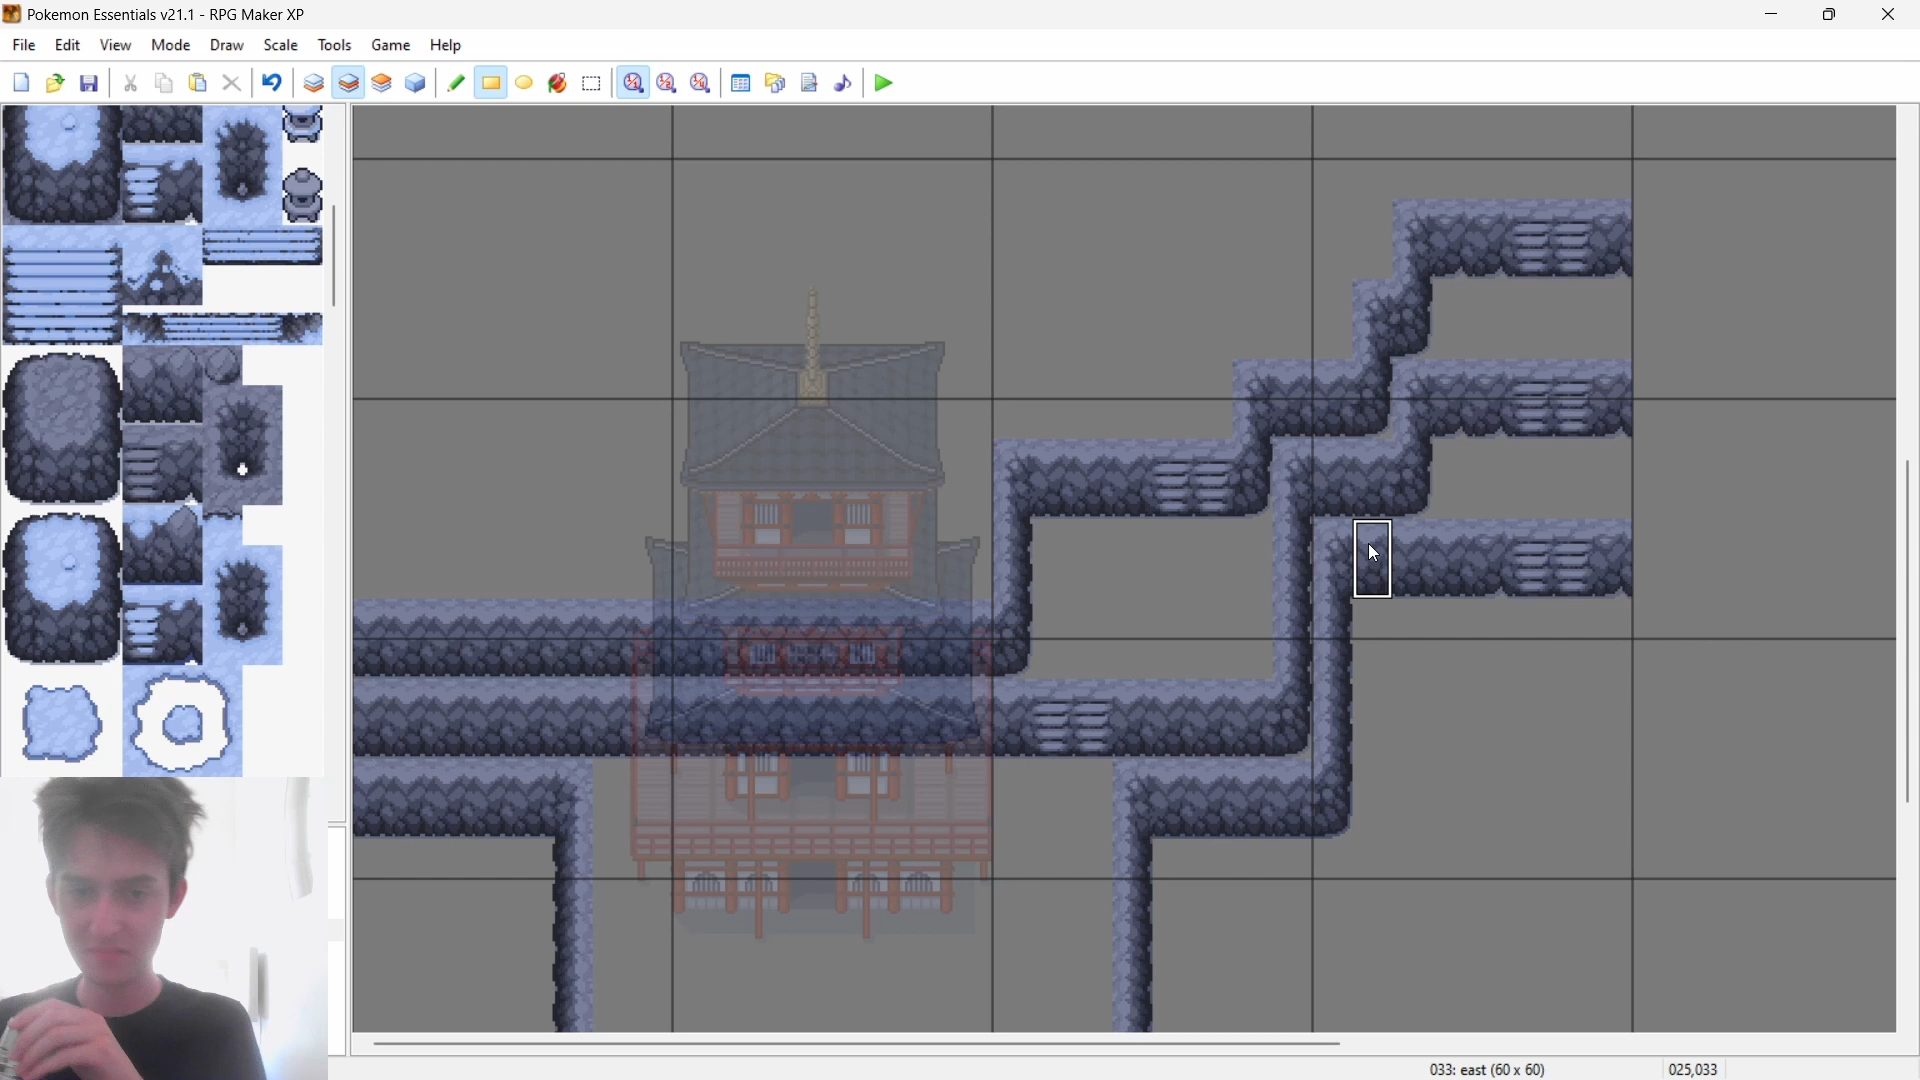 Pokemon Essentials v21.1 - RPG Maker XP
File Edit View Mode Draw Scale Tools Game Help
033: east (60 x 60) 025,033